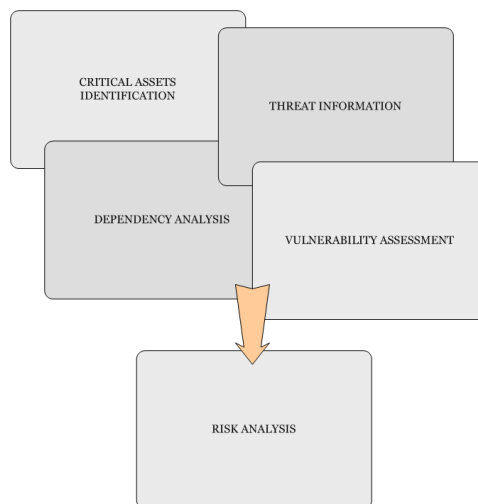 CRITICAL ASSETS
IDENTIFICATION
THREAT INFORMATION
DEPENDENCY ANALYSIS
VULNERABILITY ASSESSMENT
RISK ANALYSIS